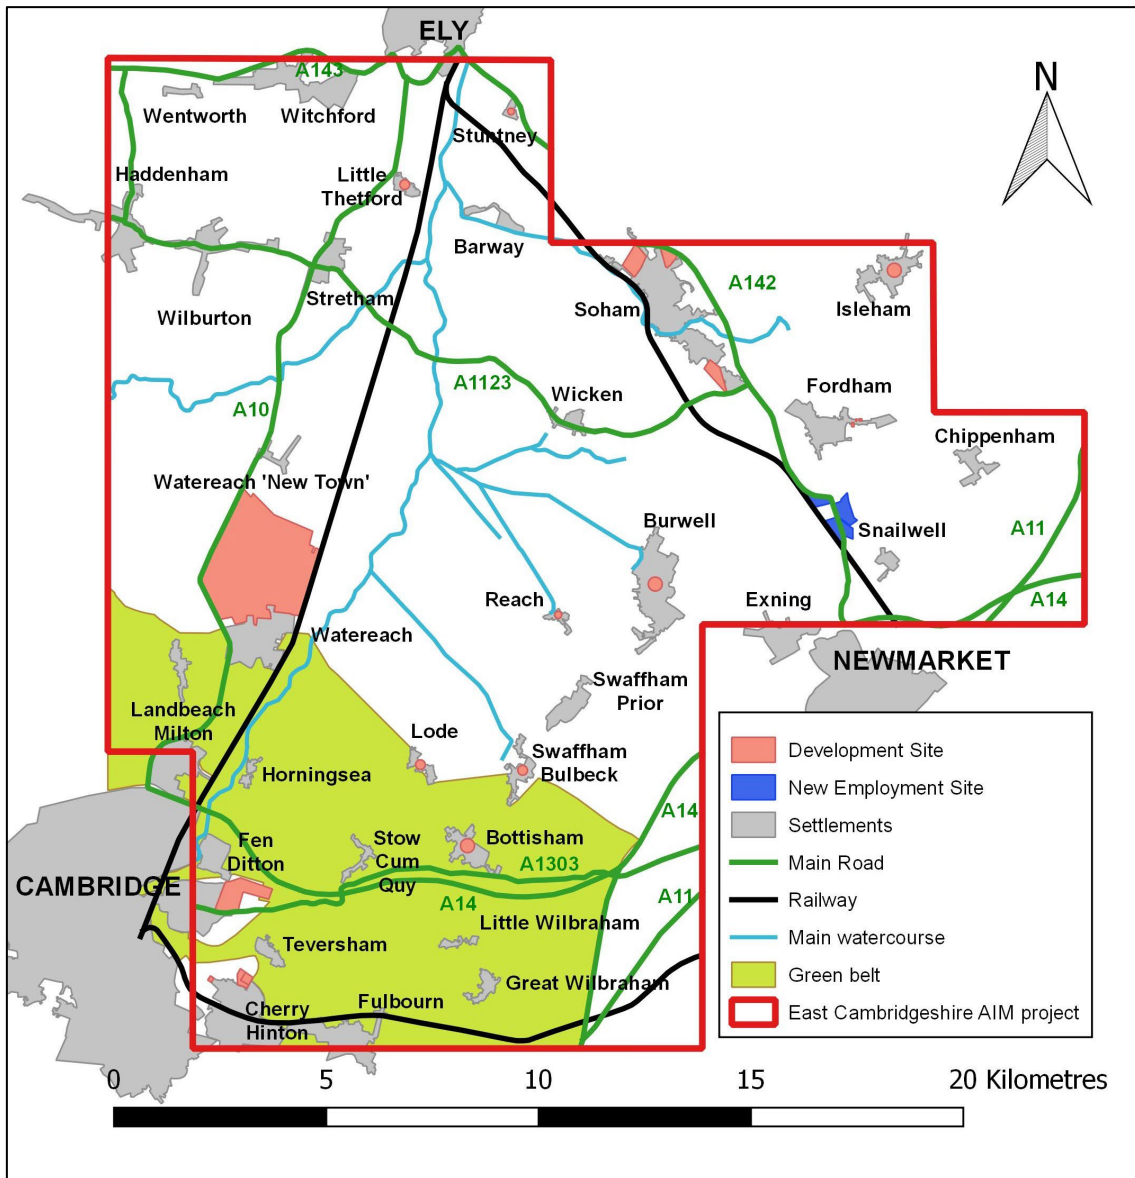 ELY
A143
N
Wentworth
Witchford
Stuntney
Haddenham
Little
Thetford
Barway
A142
Isleham
Stretham
Soham
Wilburton
A1123
Wicken
Fordham
A10
Chippenham
Watereach 'New Town'
Burwell
Snailwell
A11
Reach
Exning
A14
Watereach
NEWMARKET
Swaffham
Prior
Landbeach
Milton
Lode
Swaffham
Bulbeck
Horningsea
A14
Fen
Ditton
Stow
Cum
Quy
Bottisham
A1303
CAMBRIDGE
A14
A11
Little Wilbraham
Teversham
Great Wilbraham
Cherry
Hinton
Fulbourn
Development Site
New Employment Site
Settlements
Main Road
Railway
Main watercourse
Green belt
East Cambridgeshire AIM project
0 5 10 15 20 Kilometres